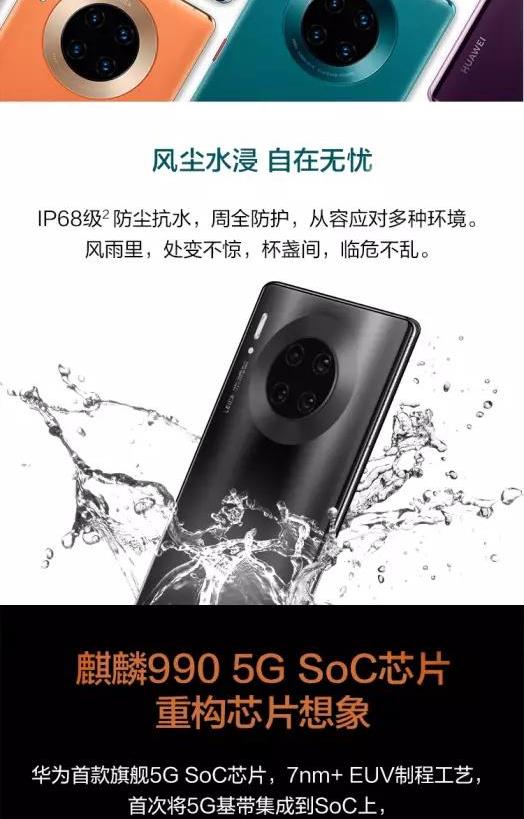 HUAWEI
风尘水浸 自在无忧
IP68级² 防尘抗水，周全防护，从容应对多种环境。
风雨里，处变不惊，杯盏间，临危不乱。
LEICA
麒麟990 5G SoC芯片
重构芯片想象
华为首款旗舰5G SoC芯片，7nm+ EUV制程工艺，
首次将5G基带集成到SoC上，